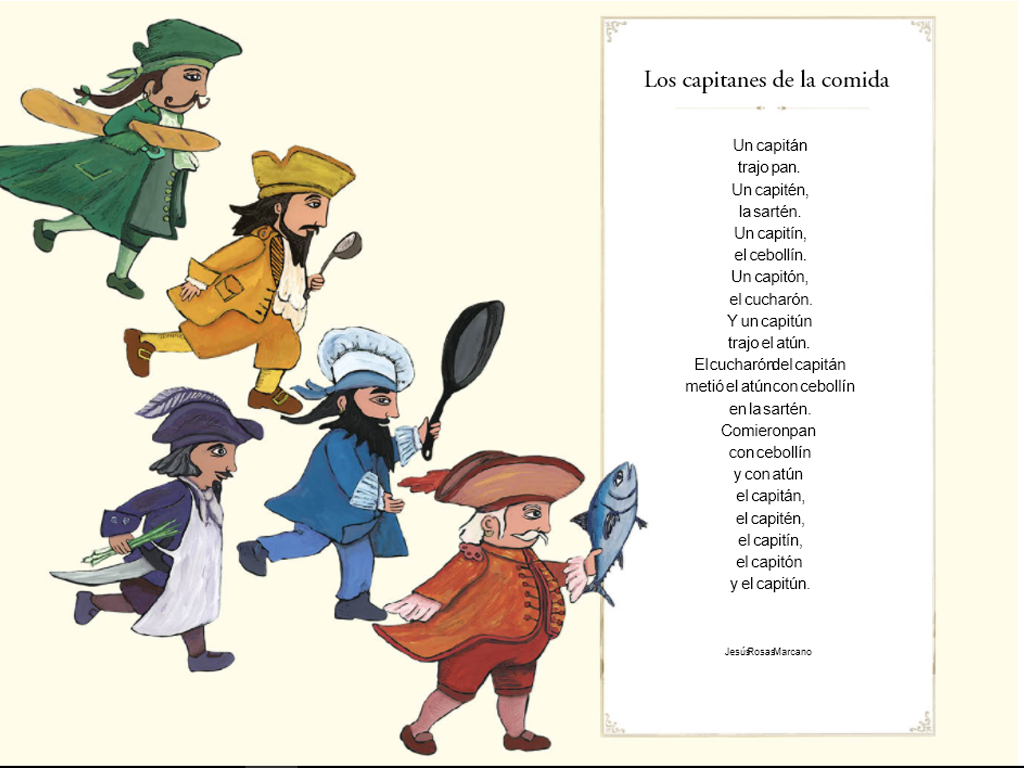 Los capitanes de la comida
Un capitán
trajo pan.
Un capitén,
la sartén.
Un capitín,
el cebollín.
Un capitón,
el cucharón.
Y un capitún
trajo el atún.
El cucharón del capitán
metió el atún con cebollín
en la sartén.
Comieron pan
con cebollín
y con atún
el capitán,
el capitén,
el capitín,
el capitón
y el capitún.
Jesús Rosas Marcano